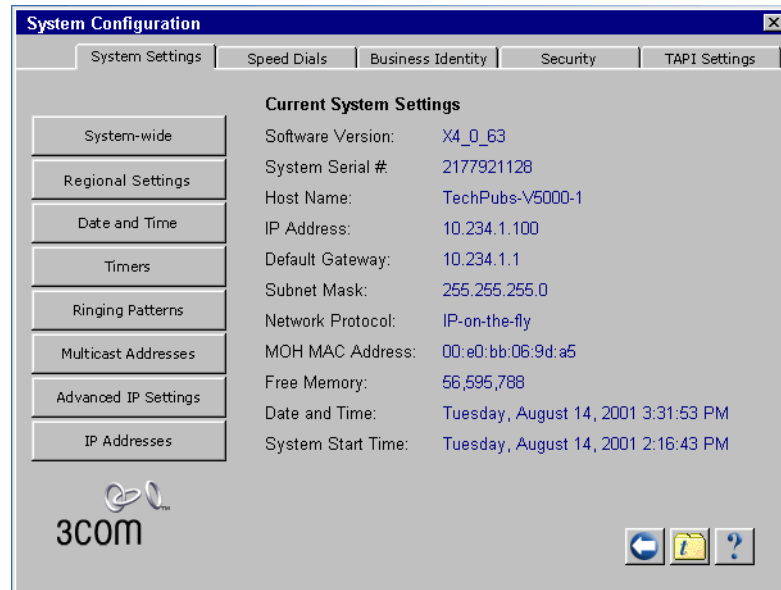 System Configuration
System Settings
Speed Dials
Business Identity
Security
TAPI Settings
Current System Settings
System-wide
Regional Settings
Date and Time
Timers
Ringing Patterns
Multicast Addresses
Advanced IP Settings
IP Addresses
Software Version: X4_0_63
System Serial #: 2177921128
Host Name: TechPubs-V5000-1
IP Address: 10.234.1.100
Default Gateway: 10.234.1.1
Subnet Mask: 255.255.255.0
Network Protocol: IP-on-the-fly
MOH MAC Address: 00:e0:bb:06:9d:a5
Free Memory: 56,595,788
Date and Time: Tuesday, August 14, 2001 3:31:53 PM
System Start Time: Tuesday, August 14, 2001 2:16:43 PM
3COM
t
?